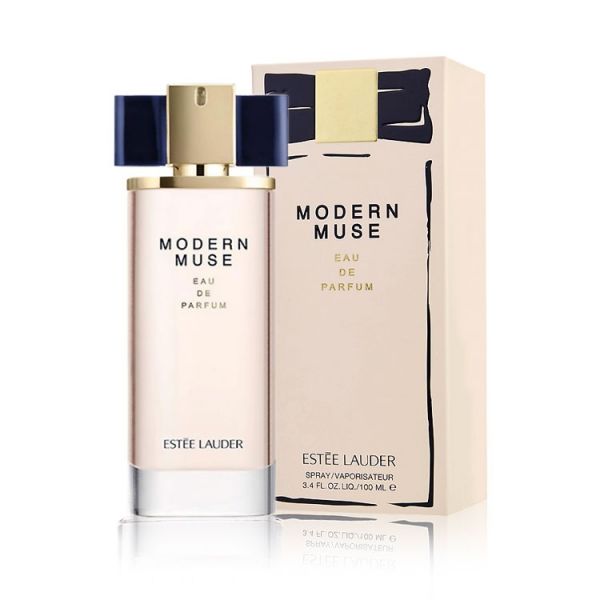 MODERN
MUSE
EAU
DE
PARFUM
ESTĒE LAUDER
MODERN
MUSE
EAU
DE
PARFUM
ESTĒE LAUDER
SPRAY/VAPORISATEUR
3.4 FL.OZ.LIQ./100 ML ℮